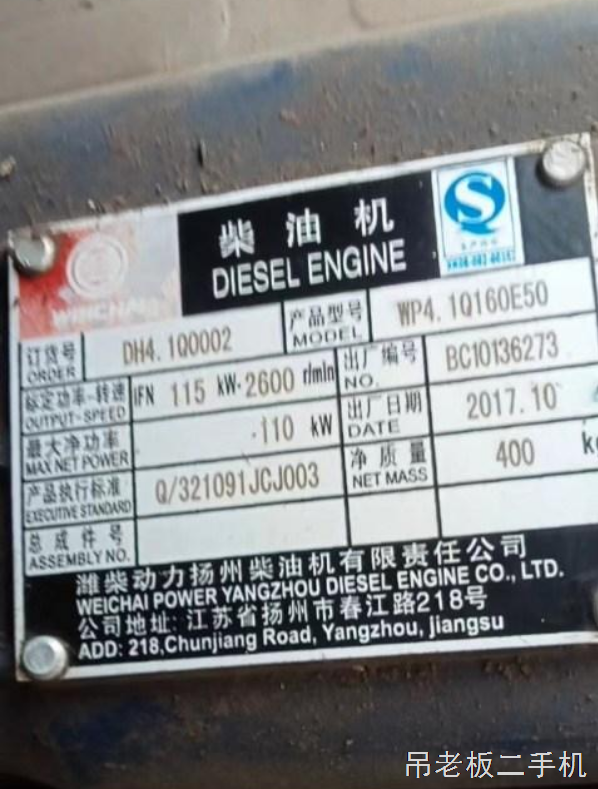 柴油机
DIESEL ENGINE
WEICHAI
订货号 DH4.1Q0002 产品型号 WP4.1Q160E50
ORDER MODEL
标定功率-转速 IFN 115 kW-2600 r/min 出厂编号 BC10136273
OUTPUT-SPEED NO.
最大净功率 110 kW 出厂日期 2017.10
MAX NET POWER DATE
产品执行标准 Q/321091JCJ003 净质量 400
EXECUTIVE STANDARD NET MASS
总成件号
ASSEMBLY NO.
潍柴动力扬州柴油机有限责任公司
WEICHAI POWER YANGZHOU DIESEL ENGINE CO., LTD.
公司地址: 江苏省扬州市春江路218号
ADD: 218,Chunjiang Road, Yangzhou, jiangsu
吊老板二手机